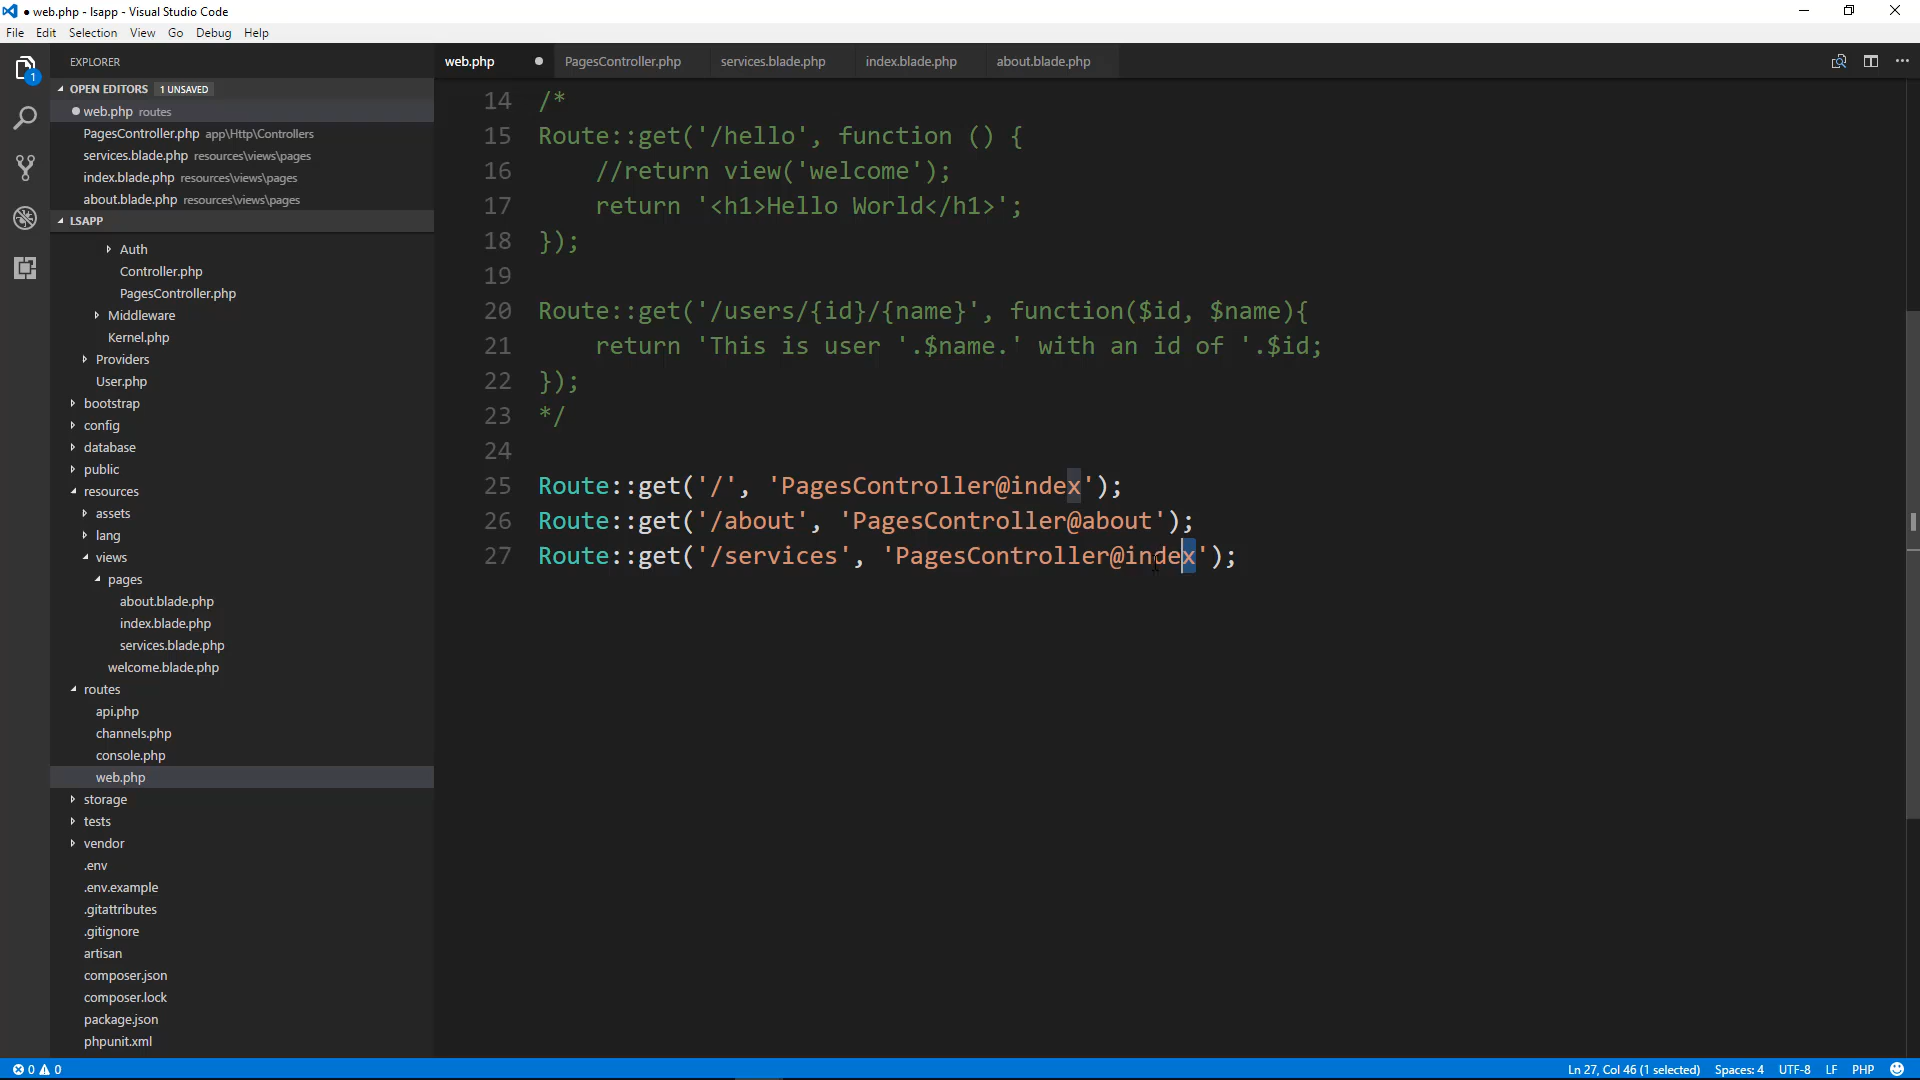 web.php - lsapp - Visual Studio Code
File Edit Selection View Go Debug Help
EXPLORER
OPEN EDITORS 1 UNSAVED
web.php routes
PagesController.php app\Http\Controllers
services.blade.php resources\views\pages
index.blade.php resources\views\pages
about.blade.php resources\views\pages
LSAPP
Auth
Controller.php
PagesController.php
Middleware
Kernel.php
Providers
User.php
bootstrap
config
database
public
resources
assets
lang
views
pages
about.blade.php
index.blade.php
services.blade.php
welcome.blade.php
routes
api.php
channels.php
console.php
web.php
storage
tests
vendor
.env
.env.example
.gitattributes
.gitignore
artisan
composer.json
composer.lock
package.json
phpunit.xml
1
web.php PagesController.php services.blade.php index.blade.php about.blade.php
14 /*
15 Route::get('/hello', function () {
16     //return view('welcome');
17     return '<h1>Hello World</h1>';
18 });
19
20 Route::get('/users/{id}/{name}', function($id, $name){
21     return 'This is user '.$name.' with an id of '.$id;
22 });
23 */
24
25 Route::get('/', 'PagesController@index');
26 Route::get('/about', 'PagesController@about');
27 Route::get('/services', 'PagesController@index');
0 0 Ln 27, Col 46 (1 selected) Spaces: 4 UTF-8 LF PHP